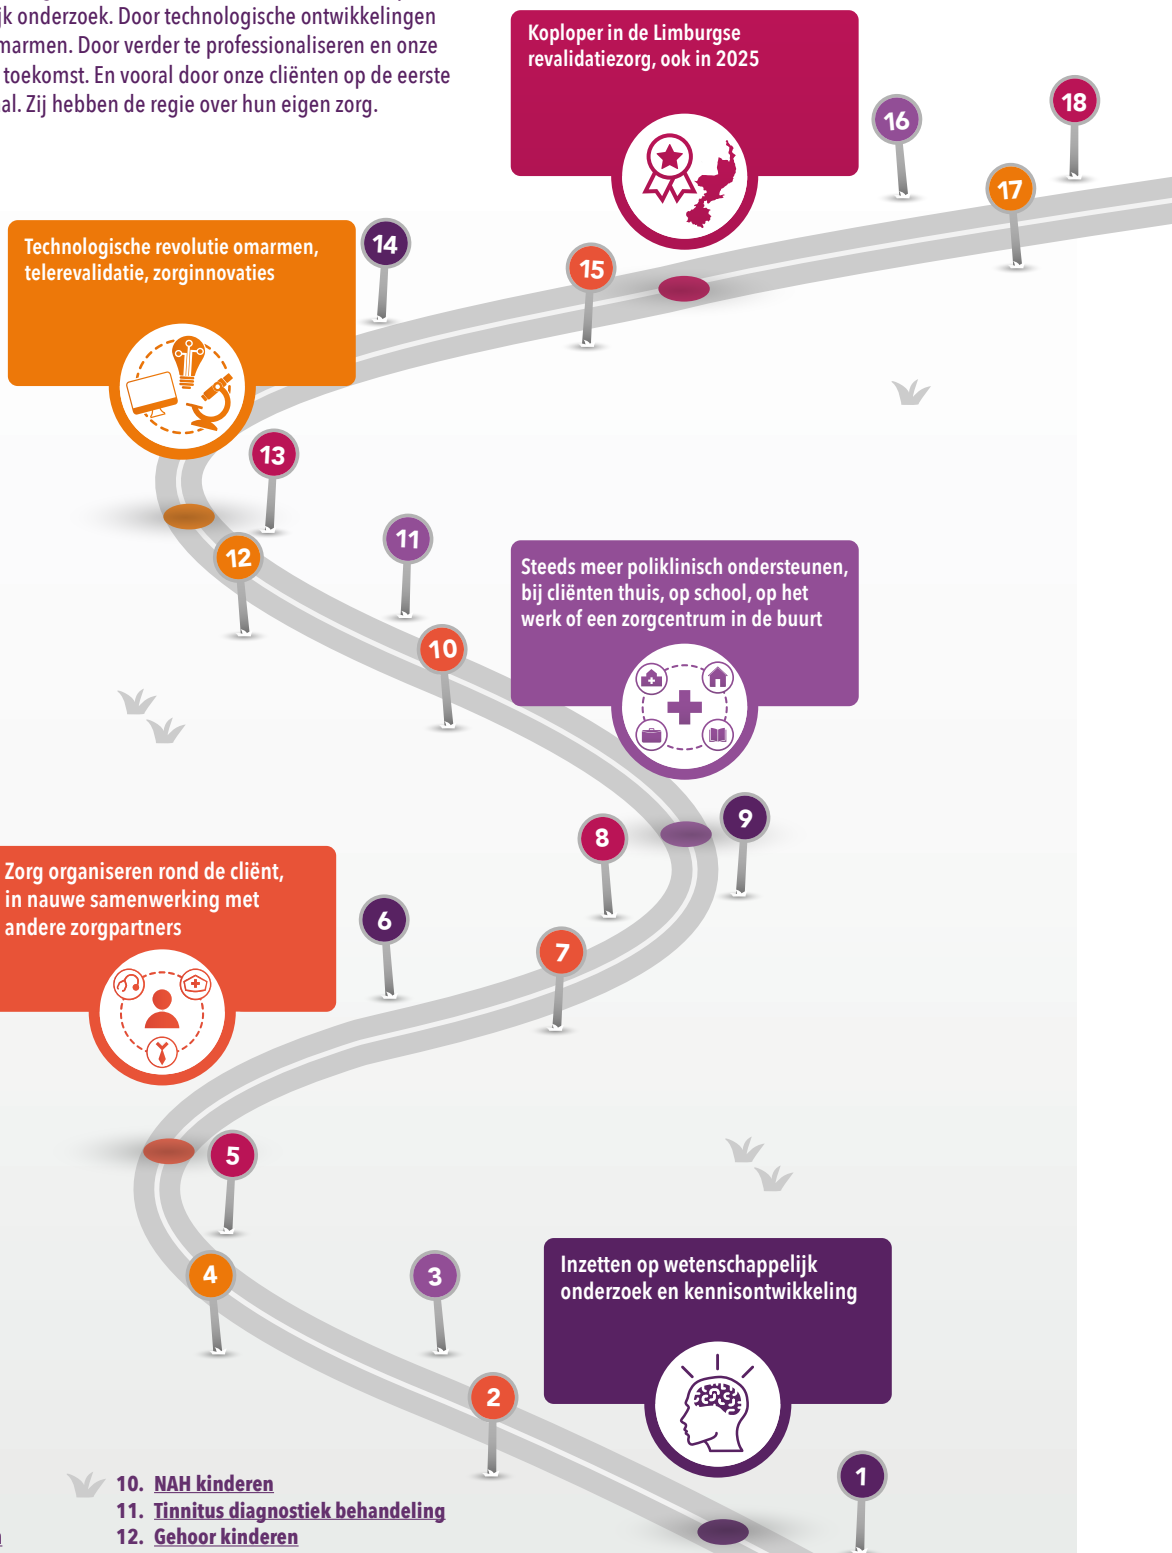 jk onderzoek. Door technologische ontwikkelingen
marmen. Door verder te professionaliseren en onze
toekomst. En vooral door onze cliënten op de eerste
al. Zij hebben de regie over hun eigen zorg.
Koploper in de Limburgse
revalidatiezorg, ook in 2025
18
16
17
14
Technologische revolutie omarmen,
telerevalidatie, zorginnovaties
15
13
11
12
Steeds meer poliklinisch ondersteunen,
bij cliënten thuis, op school, op het
werk of een zorgcentrum in de buurt
10
9
8
Zorg organiseren rond de cliënt,
in nauwe samenwerking met
andere zorgpartners
6
7
5
4
3
Inzetten op wetenschappelijk
onderzoek en kennisontwikkeling
2
1
10. NAH kinderen
11. Tinnitus diagnostiek behandeling
12. Gehoor kinderen